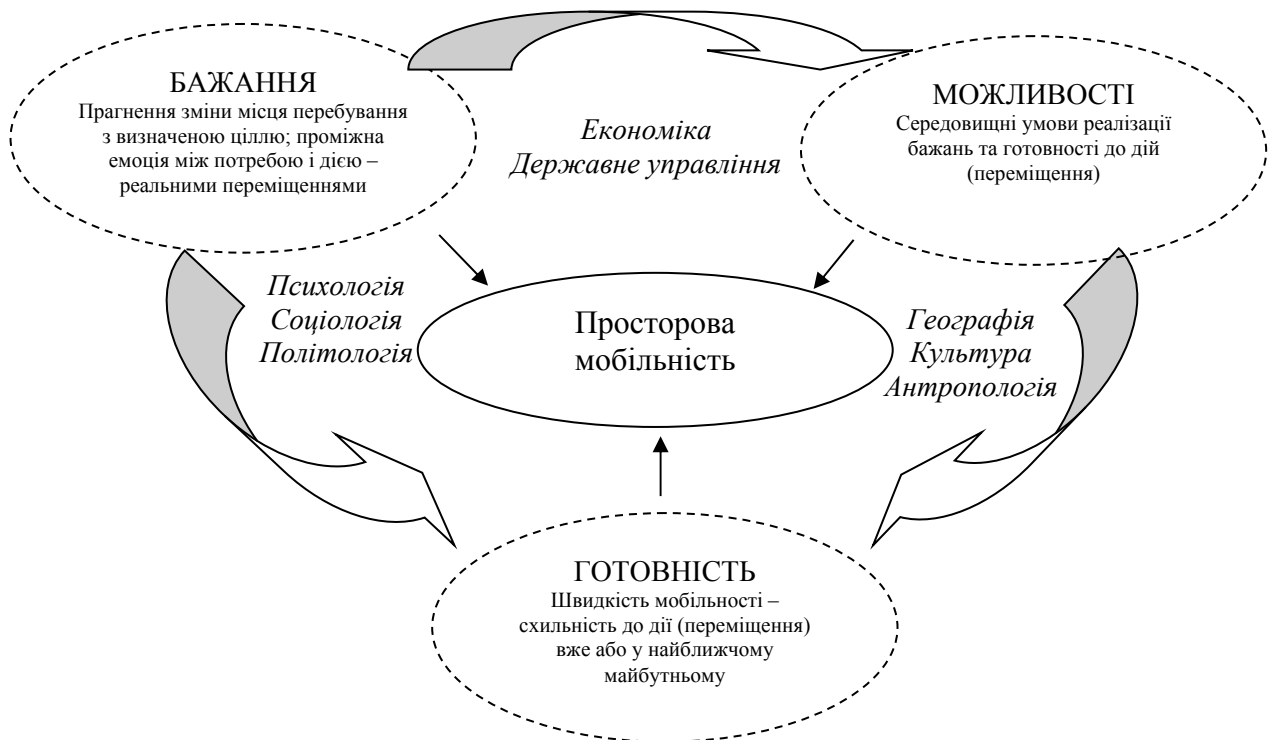 БАЖАННЯ
Прагнення зміни місця перебування
з визначеною ціллю; проміжна
емоція між потребою і дією –
реальними переміщеннями
МОЖЛИВОСТІ
Середовищні умови реалізації
бажань та готовності до дій
(переміщення)
Економіка
Державне управління
Психологія
Соціологія
Політологія
Просторова
мобільність
Географія
Культура
Антропологія
ГОТОВНІСТЬ
Швидкість мобільності –
схильність до дії (переміщення)
вже або у найближчому
майбутньому